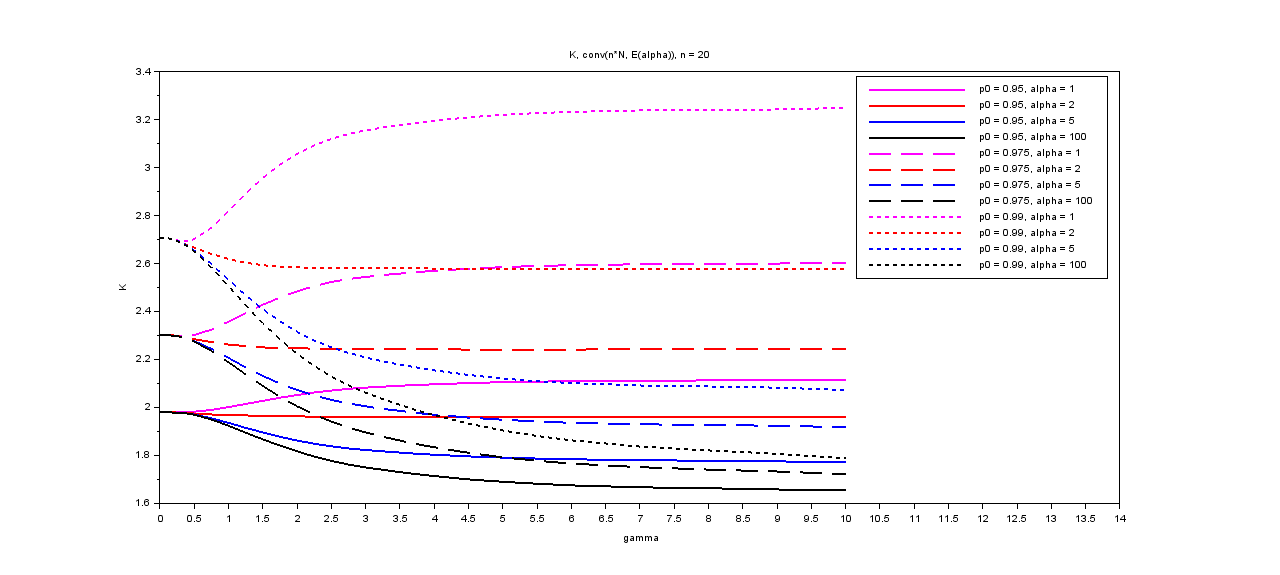 K, conv(n*N, E(alpha)), n = 20
3.4
3.2
3
2.8
2.6
2.4
2.2
2
1.8
1.6
K
p0 = 0.95, alpha = 1
p0 = 0.95, alpha = 2
p0 = 0.95, alpha = 5
p0 = 0.95, alpha = 100
p0 = 0.975, alpha = 1
p0 = 0.975, alpha = 2
p0 = 0.975, alpha = 5
p0 = 0.975, alpha = 100
p0 = 0.99, alpha = 1
p0 = 0.99, alpha = 2
p0 = 0.99, alpha = 5
p0 = 0.99, alpha = 100
0 0.5 1 1.5 2 2.5 3 3.5 4 4.5 5 5.5 6 6.5 7 7.5 8 8.5 9 9.5 10 10.5 11 11.5 12 12.5 13 13.5 14
gamma